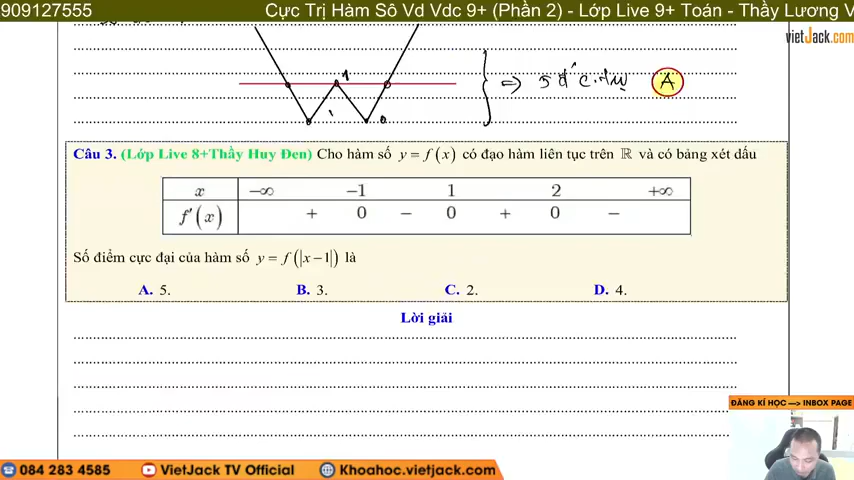 909127555 Cực Trị Hàm Số Vd Vdc 9+ (Phần 2) - Lớp Live 9+ Toán - Thầy Lương V
vietJack.com
1
⇒ 5 đ' c.trị A
1 0
Câu 3. (Lớp Live 8+Thầy Huy Đen) Cho hàm số y = f(x) có đạo hàm liên tục trên ℝ và có bảng xét dấu
x −∞ −1 1 2 +∞
f'(x) + 0 − 0 + 0 −
Số điểm cực đại của hàm số y = f(|x−1|) là
A. 5. B. 3. C. 2. D. 4.
Lời giải
ĐĂNG KÍ HỌC —> INBOX PAGE
084 283 4585 VietJack TV Official Khoahoc.vietjack.com